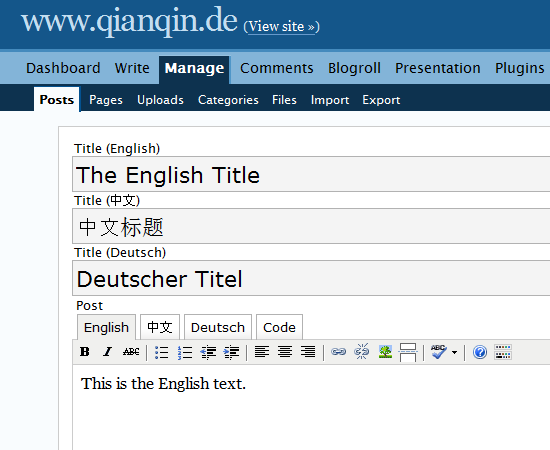 www.qianqin.de (View site »)
Dashboard Write Manage Comments Blogroll Presentation Plugins
Posts Pages Uploads Categories Files Import Export
Title (English)
The English Title
Title (中文)
中文标题
Title (Deutsch)
Deutscher Titel
Post
English 中文 Deutsch Code
B I ABC ABC
This is the English text.